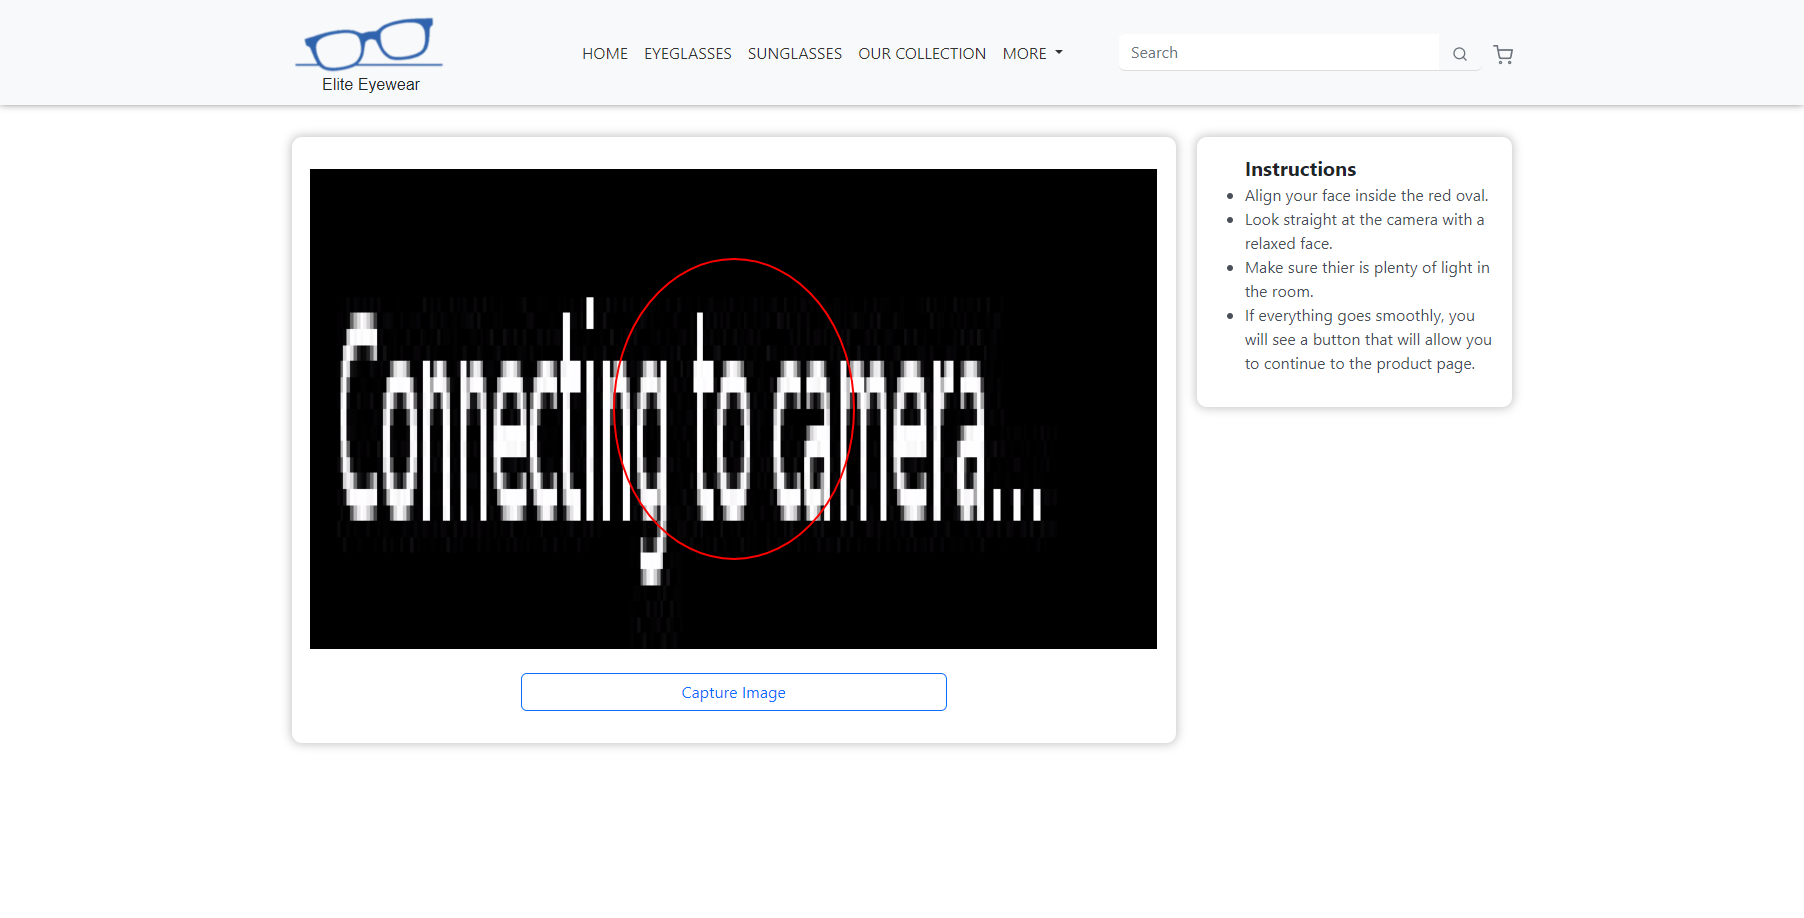 Elite Eyewear
HOME EYEGLASSES SUNGLASSES OUR COLLECTION MORE
Search
Connecting to camera...
Capture Image
Instructions
Align your face inside the red oval.
Look straight at the camera with a
relaxed face.
Make sure thier is plenty of light in
the room.
If everything goes smoothly, you
will see a button that will allow you
to continue to the product page.